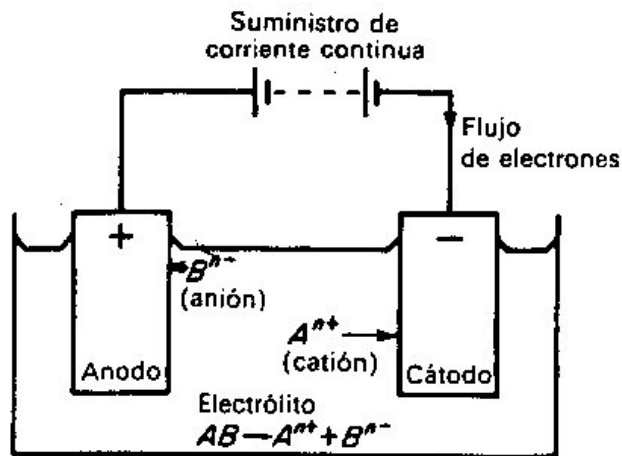 Suministro de
corriente continua
Flujo
de electrones
+
−
Bⁿ⁻
(anión)
Aⁿ⁺
(catión)
Anodo
Cátodo
Electrólito
AB—Aⁿ⁺+Bⁿ⁻